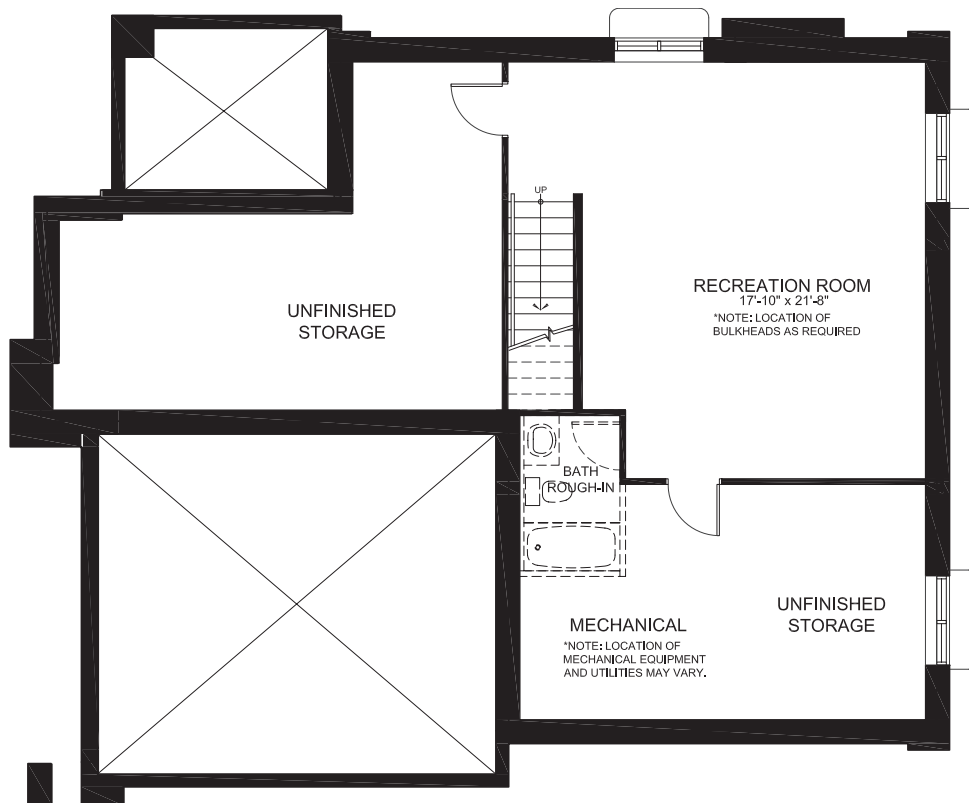 UP
UNFINISHED
STORAGE
RECREATION ROOM
17'-10" x 21'-8"
*NOTE: LOCATION OF
BULKHEADS AS REQUIRED
BATH
ROUGH-IN
MECHANICAL
*NOTE: LOCATION OF
MECHANICAL EQUIPMENT
AND UTILITIES MAY VARY.
UNFINISHED
STORAGE